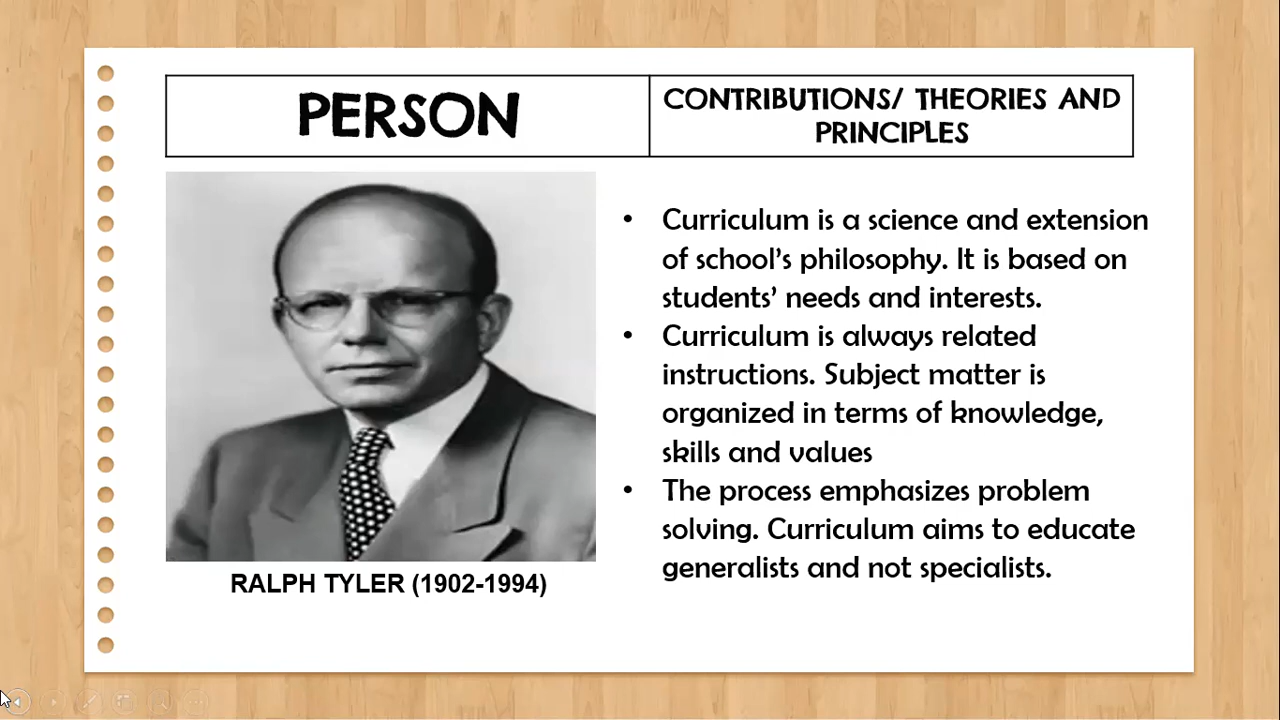 PERSON
CONTRIBUTIONS/ THEORIES AND
PRINCIPLES
• Curriculum is a science and extension
of school's philosophy. It is based on
students' needs and interests.
• Curriculum is always related
instructions. Subject matter is
organized in terms of knowledge,
skills and values
• The process emphasizes problem
solving. Curriculum aims to educate
generalists and not specialists.
RALPH TYLER (1902-1994)